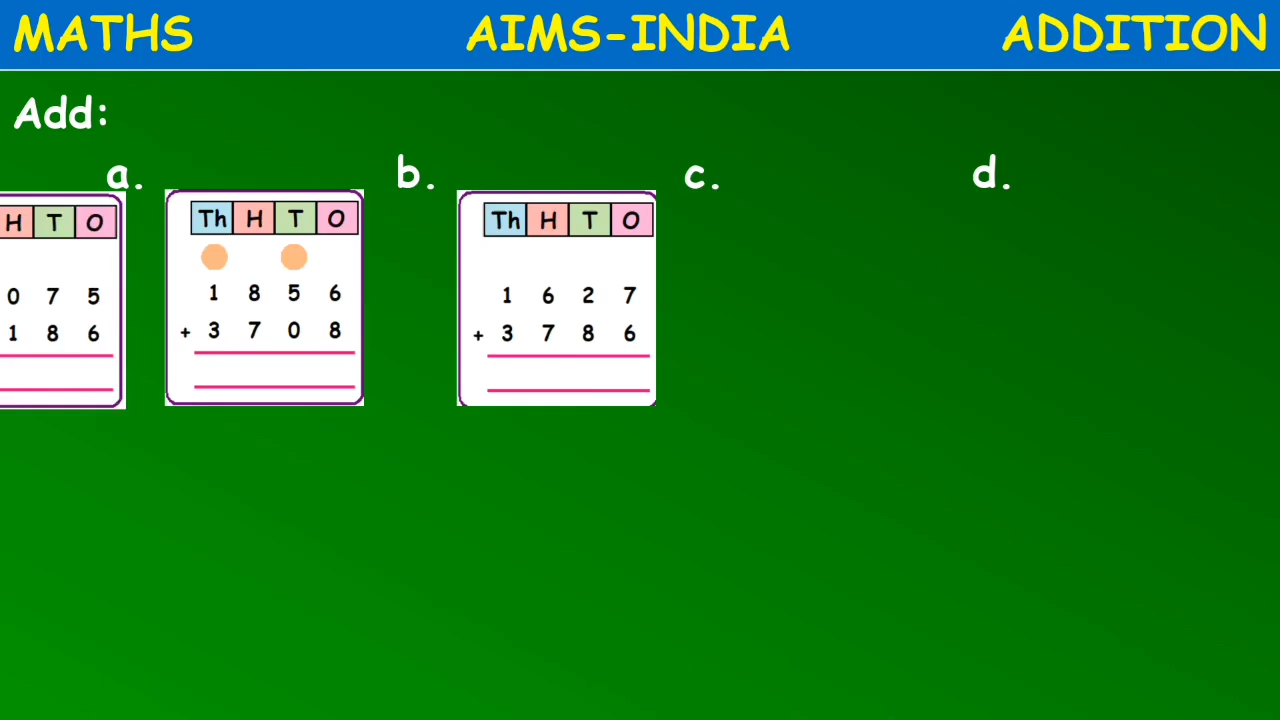 MATHS AIMS-INDIA ADDITION
Add:
a. b. c. d.
H T O Th H T O Th H T O
0 7 5 1 8 5 6 1 6 2 7
1 8 6 + 3 7 0 8 + 3 7 8 6